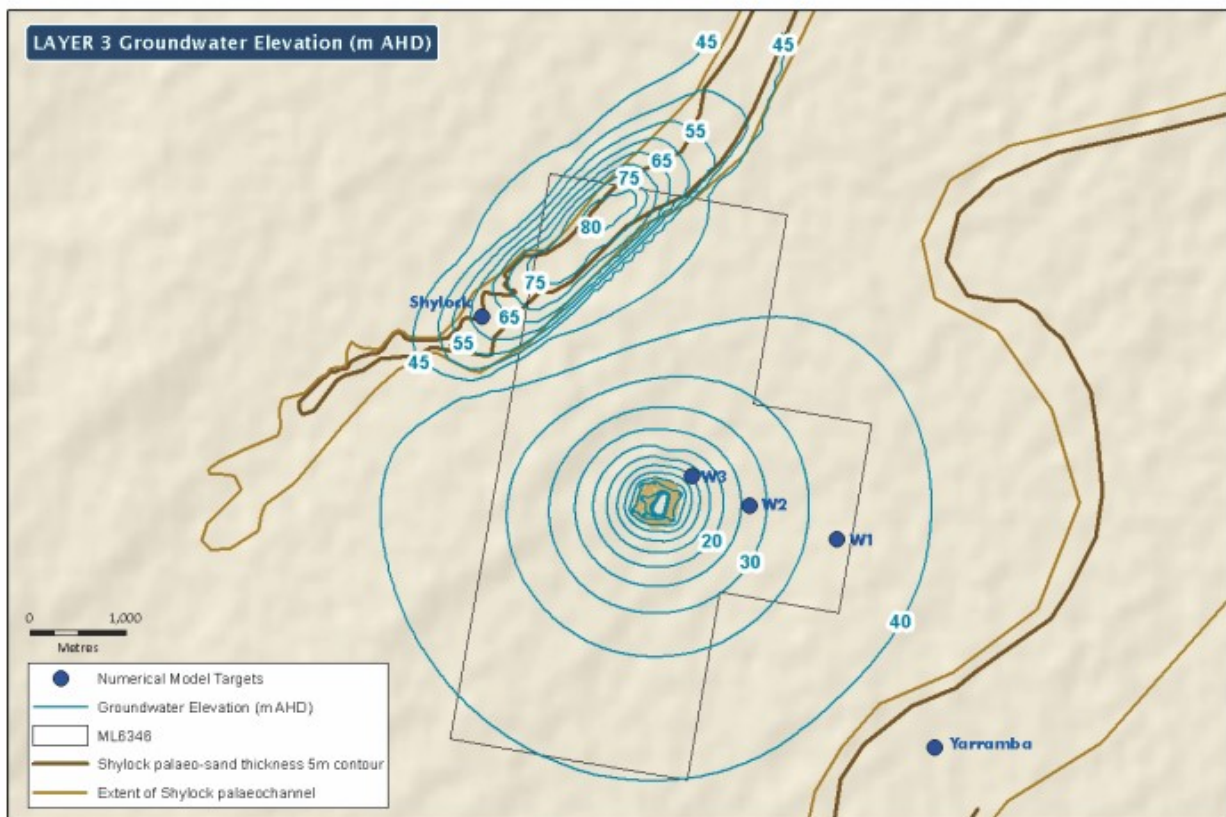 LAYER 3 Groundwater Elevation (m AHD)
45
45
55
65
75
80
75
Shylock
65
55
45
W3
W2
W1
20
30
40
0 1,000
Metres
Yarramba
Numerical Model Targets
Groundwater Elevation (m AHD)
ML6346
Shylock palaeo-sand thickness 5m contour
Extent of Shylock palaeochannel